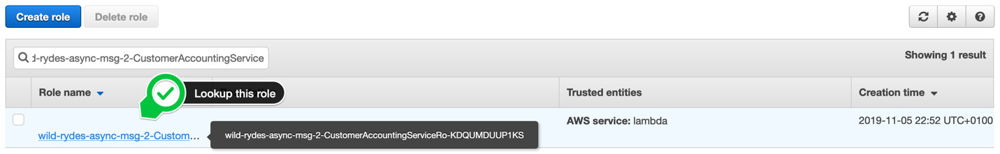 Create role
Delete role
d-rydes-async-msg-2-CustomerAccountingService
Showing 1 result
Role name
Lookup this role
Trusted entities
Creation time
wild-rydes-async-msg-2-Custom…
wild-rydes-async-msg-2-CustomerAccountingServiceRo-KDQUMDUUP1KS
AWS service: lambda
2019-11-05 22:52 UTC+0100